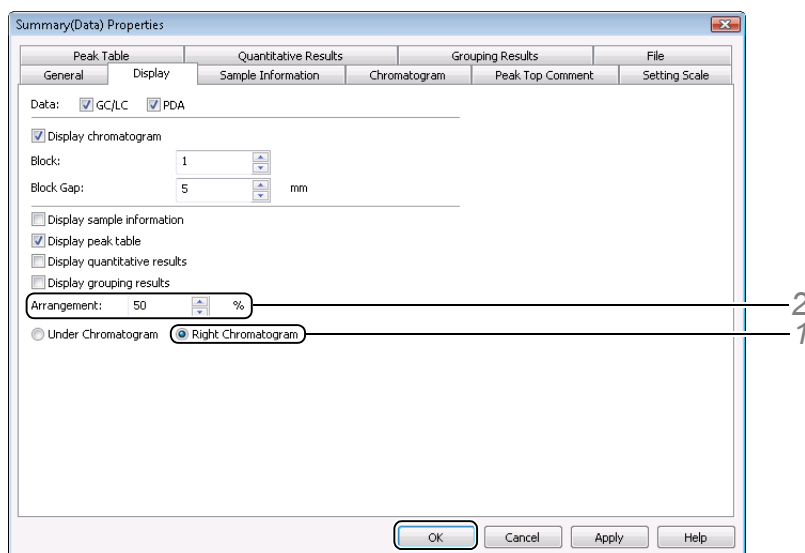 Summary(Data) Properties
Peak Table Quantitative Results Grouping Results File
General Display Sample Information Chromatogram Peak Top Comment Setting Scale
Data: GC/LC PDA
Display chromatogram
Block: 1
Block Gap: 5 mm
Display sample information
Display peak table
Display quantitative results
Display grouping results
Arrangement: 50 % 2
Under Chromatogram Right Chromatogram 1
OK Cancel Apply Help